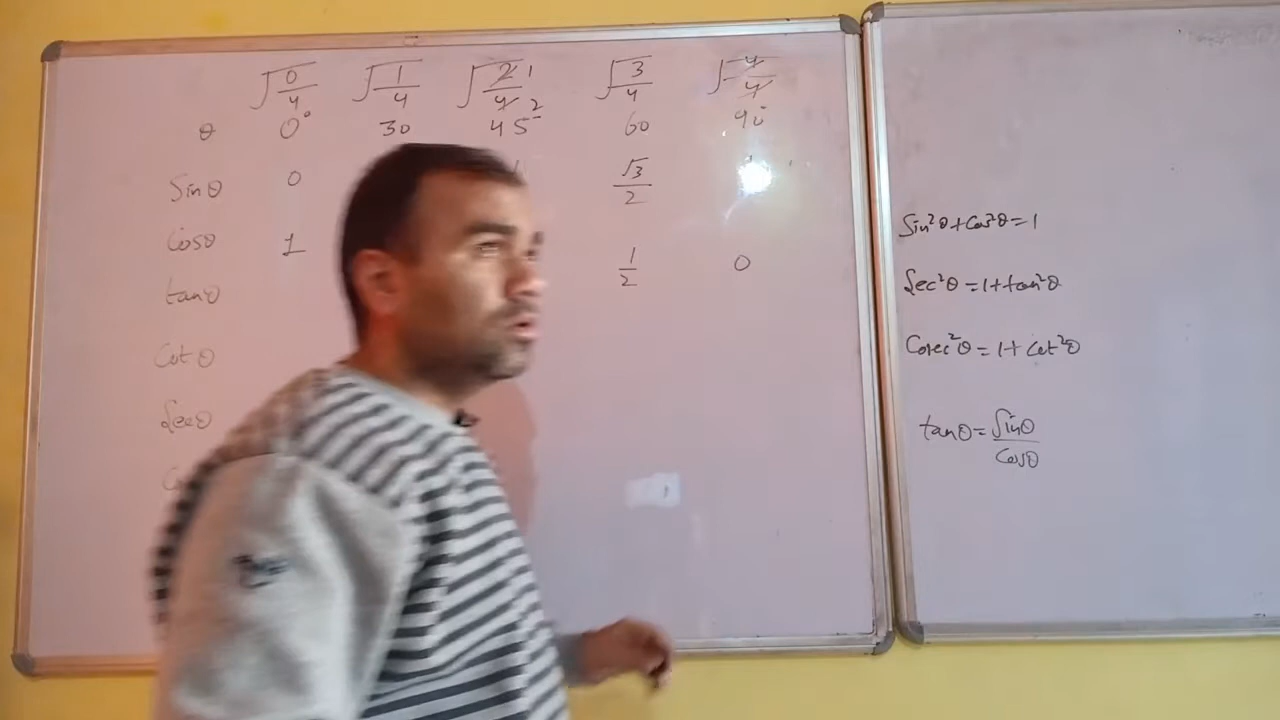 √0/4 √1/4 √2/4 1 2 √3/4 √4/4
θ 0° 30 45 60 90
Sinθ 0 √3/2
Cosθ 1 1/2 0
tanθ
Cotθ
Secθ
Sin²θ+Cos²θ=1
Sec²θ=1+tan²θ
Cosec²θ=1+Cot²θ
tanθ=Sinθ/Cosθ